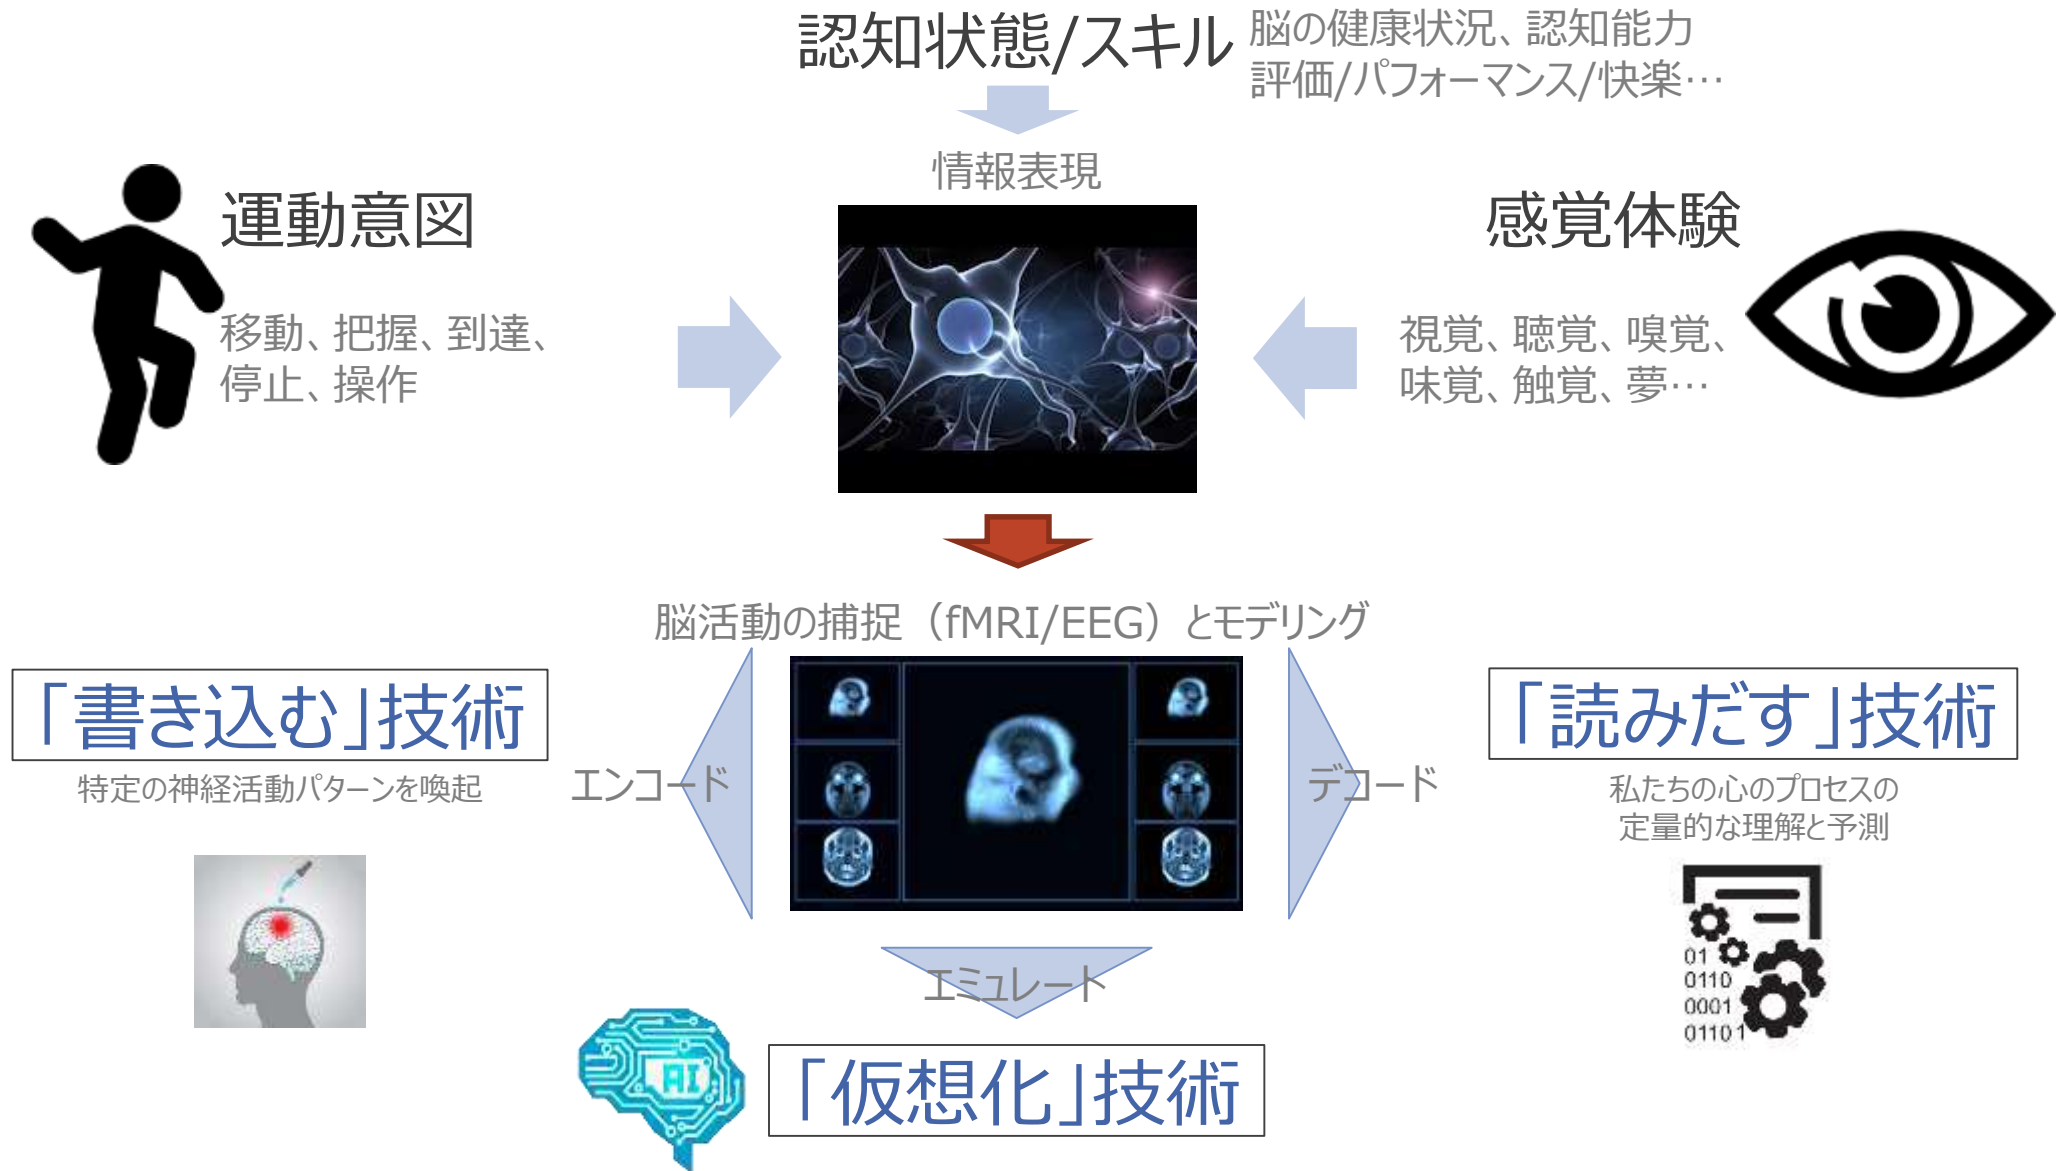 認知状態/スキル
脳の健康状況、認知能力
評価/パフォーマンス/快楽…
情報表現
運動意図
移動、把握、到達、
停止、操作
感覚体験
視覚、聴覚、嗅覚、
味覚、触覚、夢…
脳活動の捕捉（fMRI/EEG）とモデリング
「書き込む」技術
特定の神経活動パターンを喚起
エンコード
デコード
「読みだす」技術
私たちの心のプロセスの
定量的な理解と予測
エミュレート
AI
「仮想化」技術
01
0110
0001
01101